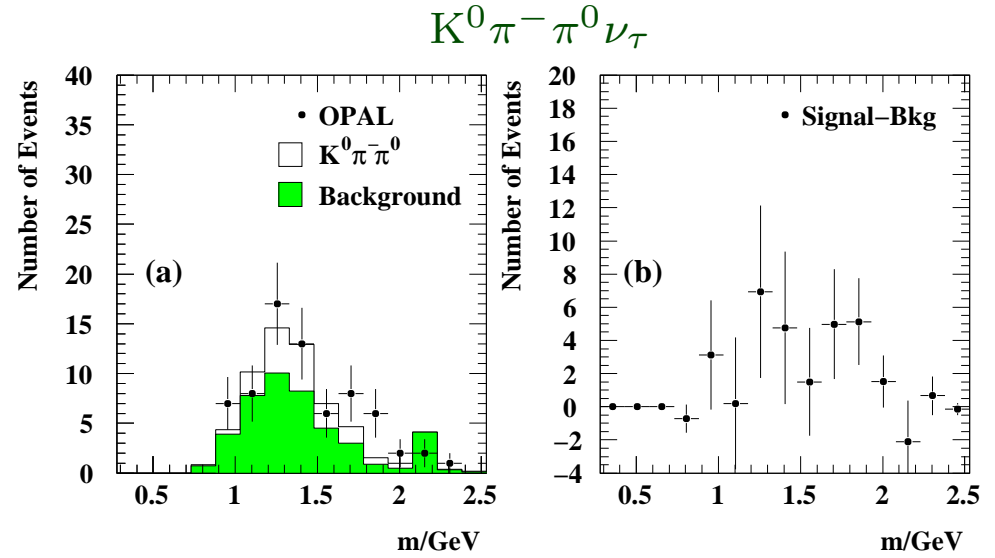 K⁰π⁻π⁰ν_τ
Number of Events
40
35
30
25
20
15
10
5
0
OPAL
K⁰π⁻π⁰
Background
(a)
0.5 1 1.5 2 2.5
m/GeV
Number of Events
20
18
16
14
12
10
8
6
4
2
0
−2
−4
Signal−Bkg
(b)
0.5 1 1.5 2 2.5
m/GeV